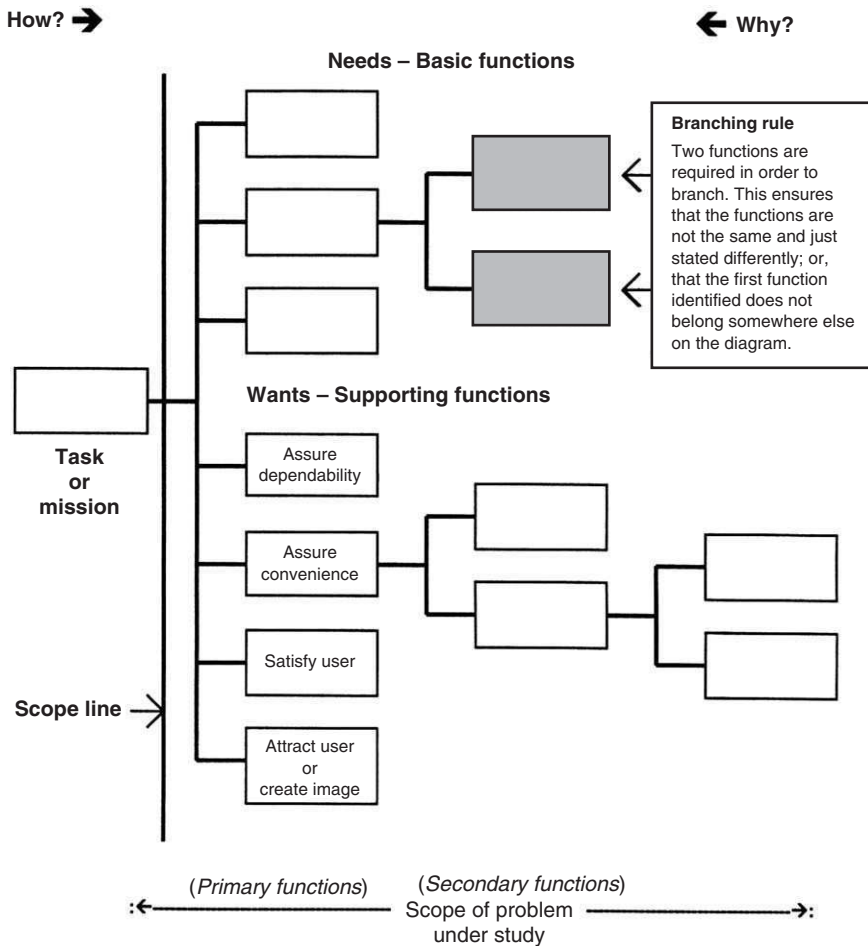 How?
Why?
Needs – Basic functions
Branching rule
Two functions are
required in order to
branch. This ensures
that the functions are
not the same and just
stated differently; or,
that the first function
identified does not
belong somewhere else
on the diagram.
Wants – Supporting functions
Task
or
mission
Assure
dependability
Assure
convenience
Satisfy user
Scope line
Attract user
or
create image
(Primary functions)
(Secondary functions)
Scope of problem
under study